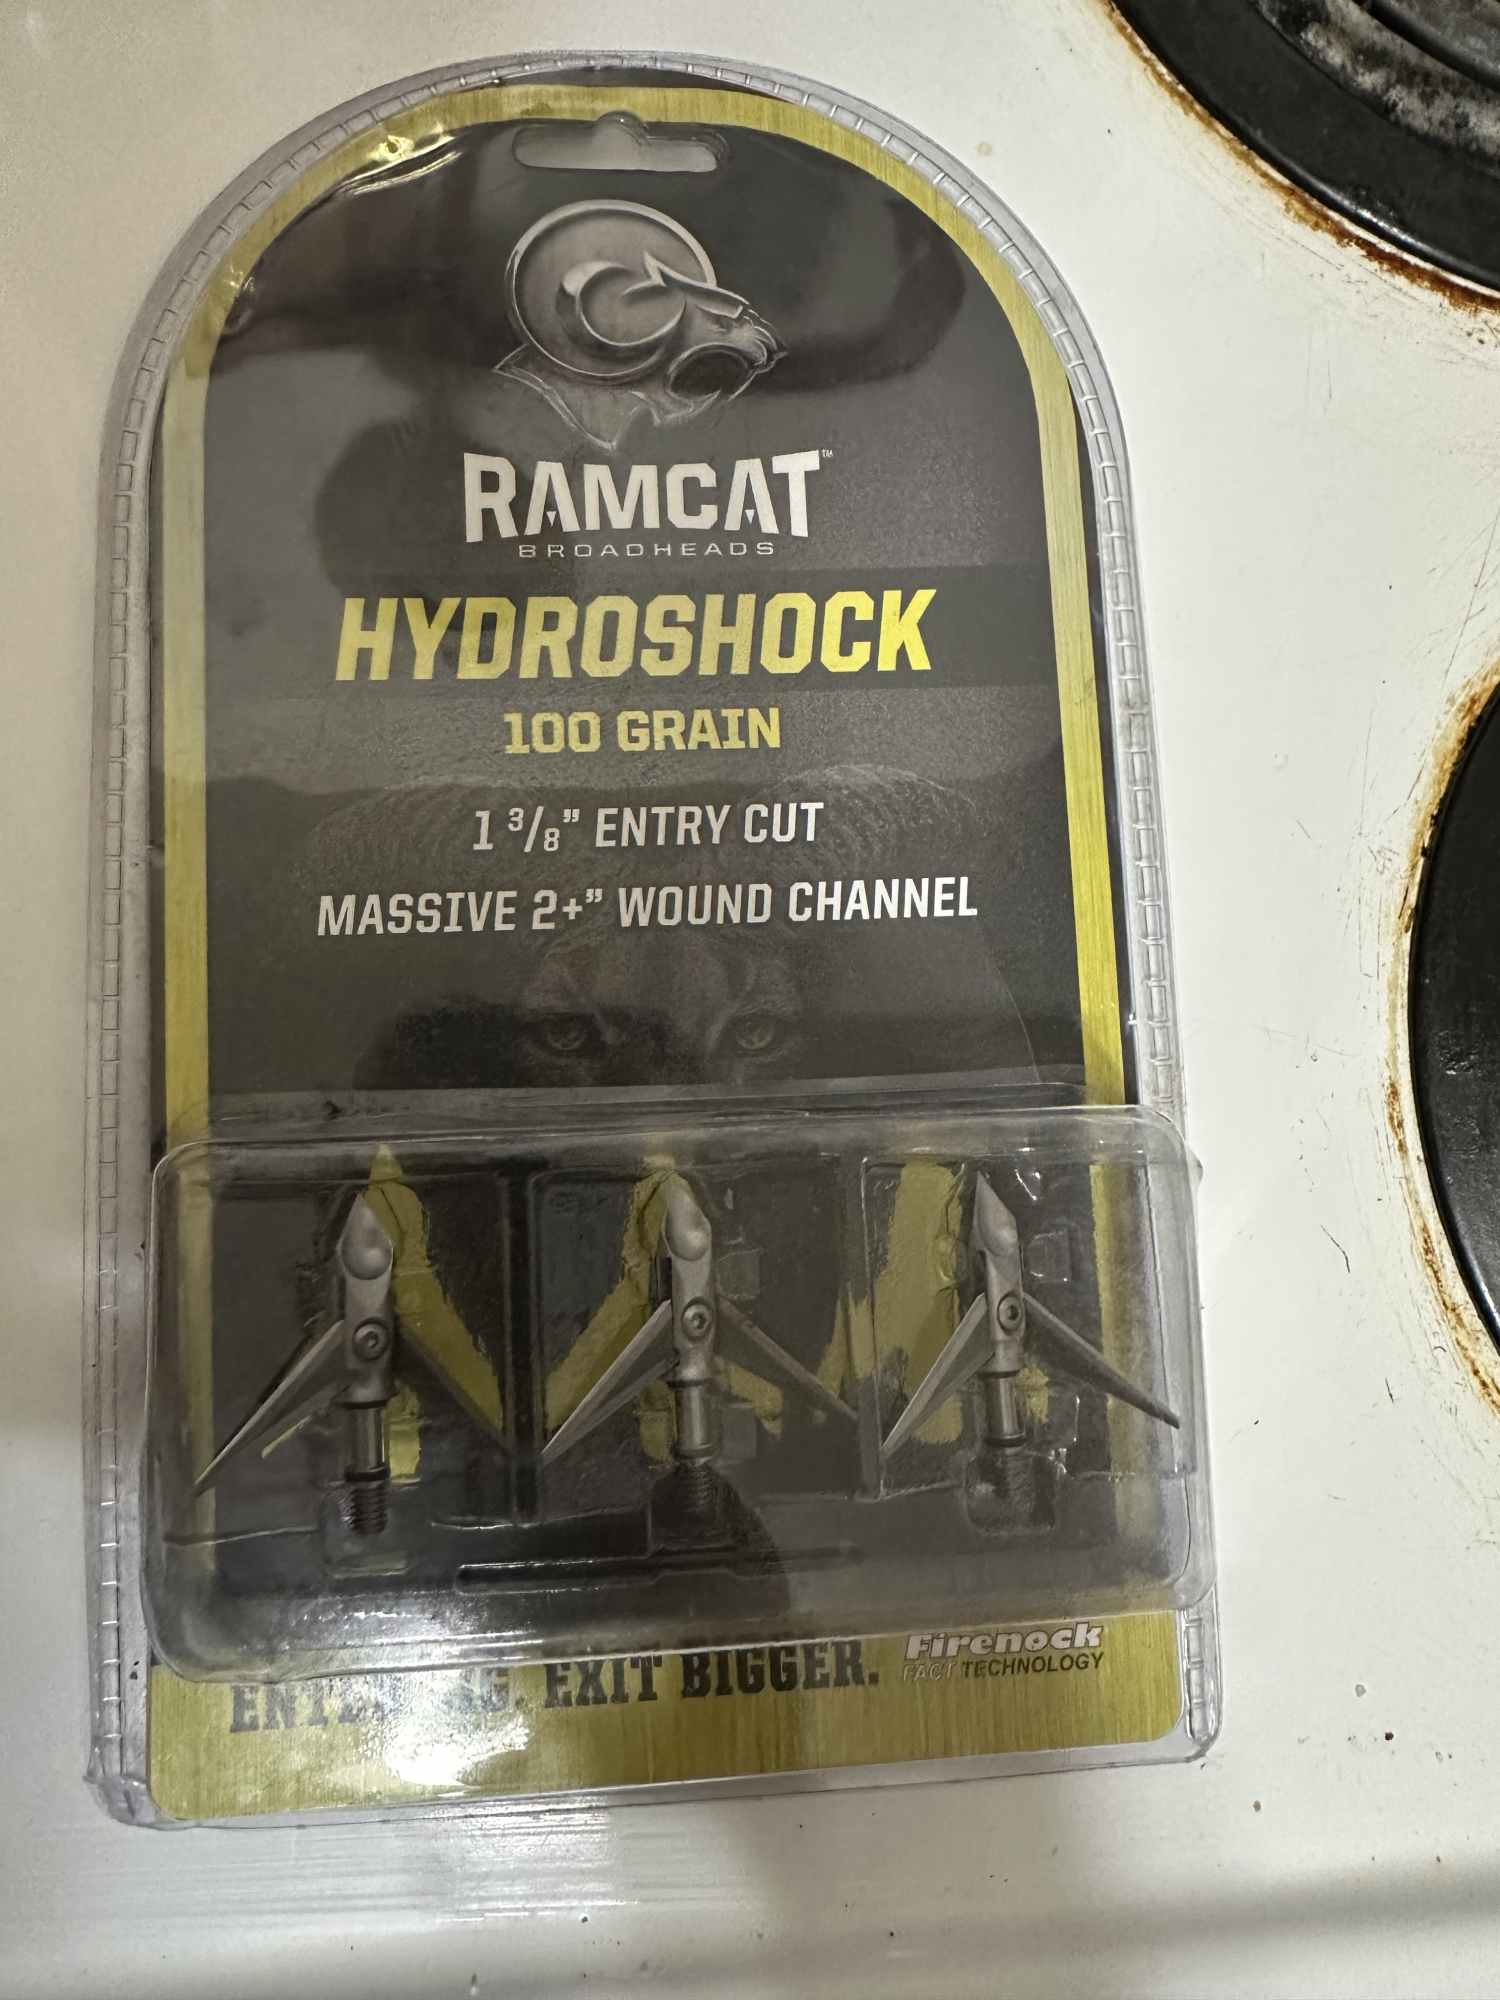 RAMCAT™
BROADHEADS
HYDROSHOCK
100 GRAIN
1 3/8” ENTRY CUT
MASSIVE 2+” WOUND CHANNEL
Firenock
FACT TECHNOLOGY
EXIT BIGGER.